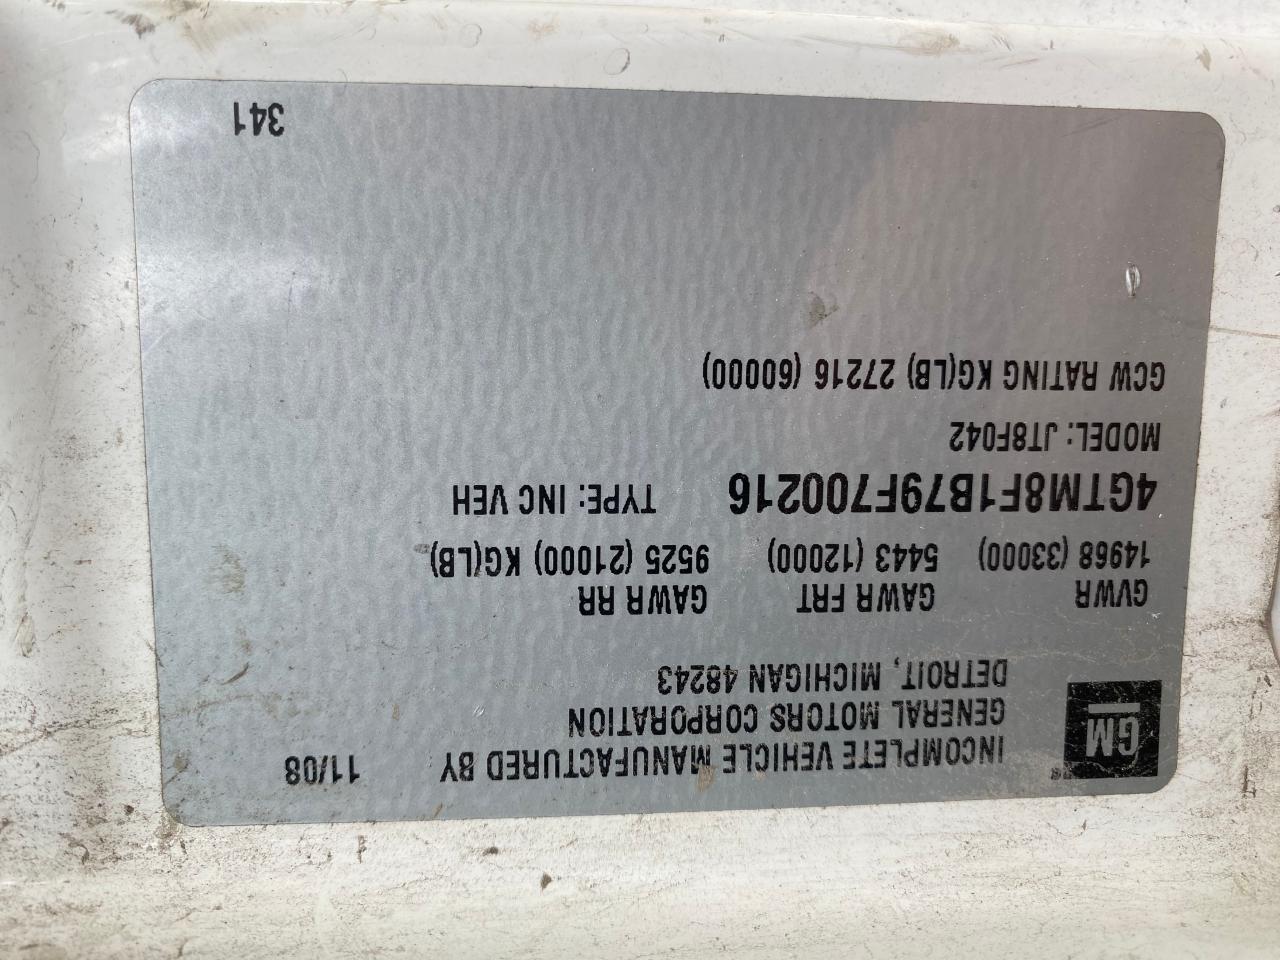 INCOMPLETE VEHICLE MANUFACTURED BY 11/08
GM
GENERAL MOTORS CORPORATION
DETROIT, MICHIGAN 48243
GVWR GAWR FRT GAWR RR
14968 (33000) 5443 (12000) 9525 (21000) KG(LB)
4GTM8F1B79F700216 TYPE: INC VEH
MODEL: JT8F042
GCW RATING KG(LB) 27216 (60000)
341